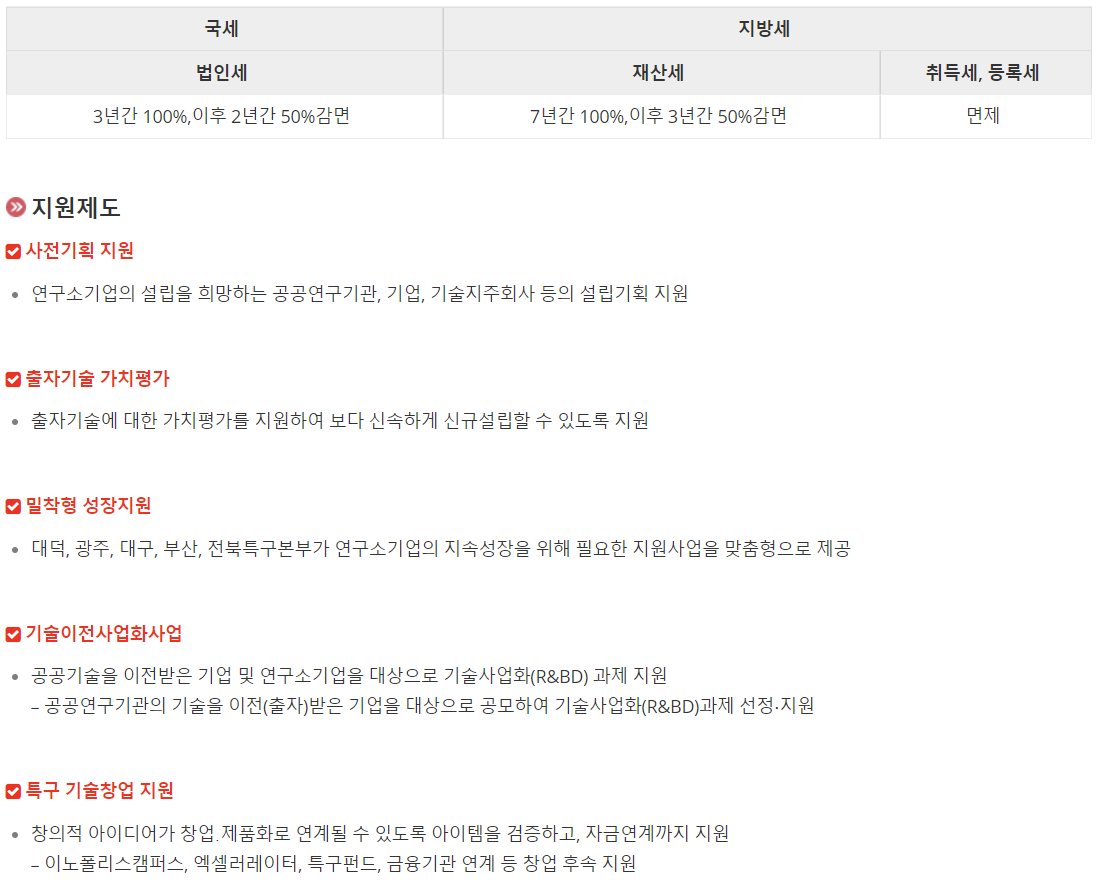 국세 지방세
법인세 재산세 취득세, 등록세
3년간 100%,이후 2년간 50%감면 7년간 100%,이후 3년간 50%감면 면제
지원제도
사전기획 지원
연구소기업의 설립을 희망하는 공공연구기관, 기업, 기술지주회사 등의 설립기획 지원
출자기술 가치평가
출자기술에 대한 가치평가를 지원하여 보다 신속하게 신규설립할 수 있도록 지원
밀착형 성장지원
대덕, 광주, 대구, 부산, 전북특구본부가 연구소기업의 지속성장을 위해 필요한 지원사업을 맞춤형으로 제공
기술이전사업화사업
공공기술을 이전받은 기업 및 연구소기업을 대상으로 기술사업화(R&BD) 과제 지원
– 공공연구기관의 기술을 이전(출자)받은 기업을 대상으로 공모하여 기술사업화(R&BD)과제 선정·지원
특구 기술창업 지원
창의적 아이디어가 창업.제품화로 연계될 수 있도록 아이템을 검증하고, 자금연계까지 지원
– 이노폴리스캠퍼스, 엑셀러레이터, 특구펀드, 금융기관 연계 등 창업 후속 지원